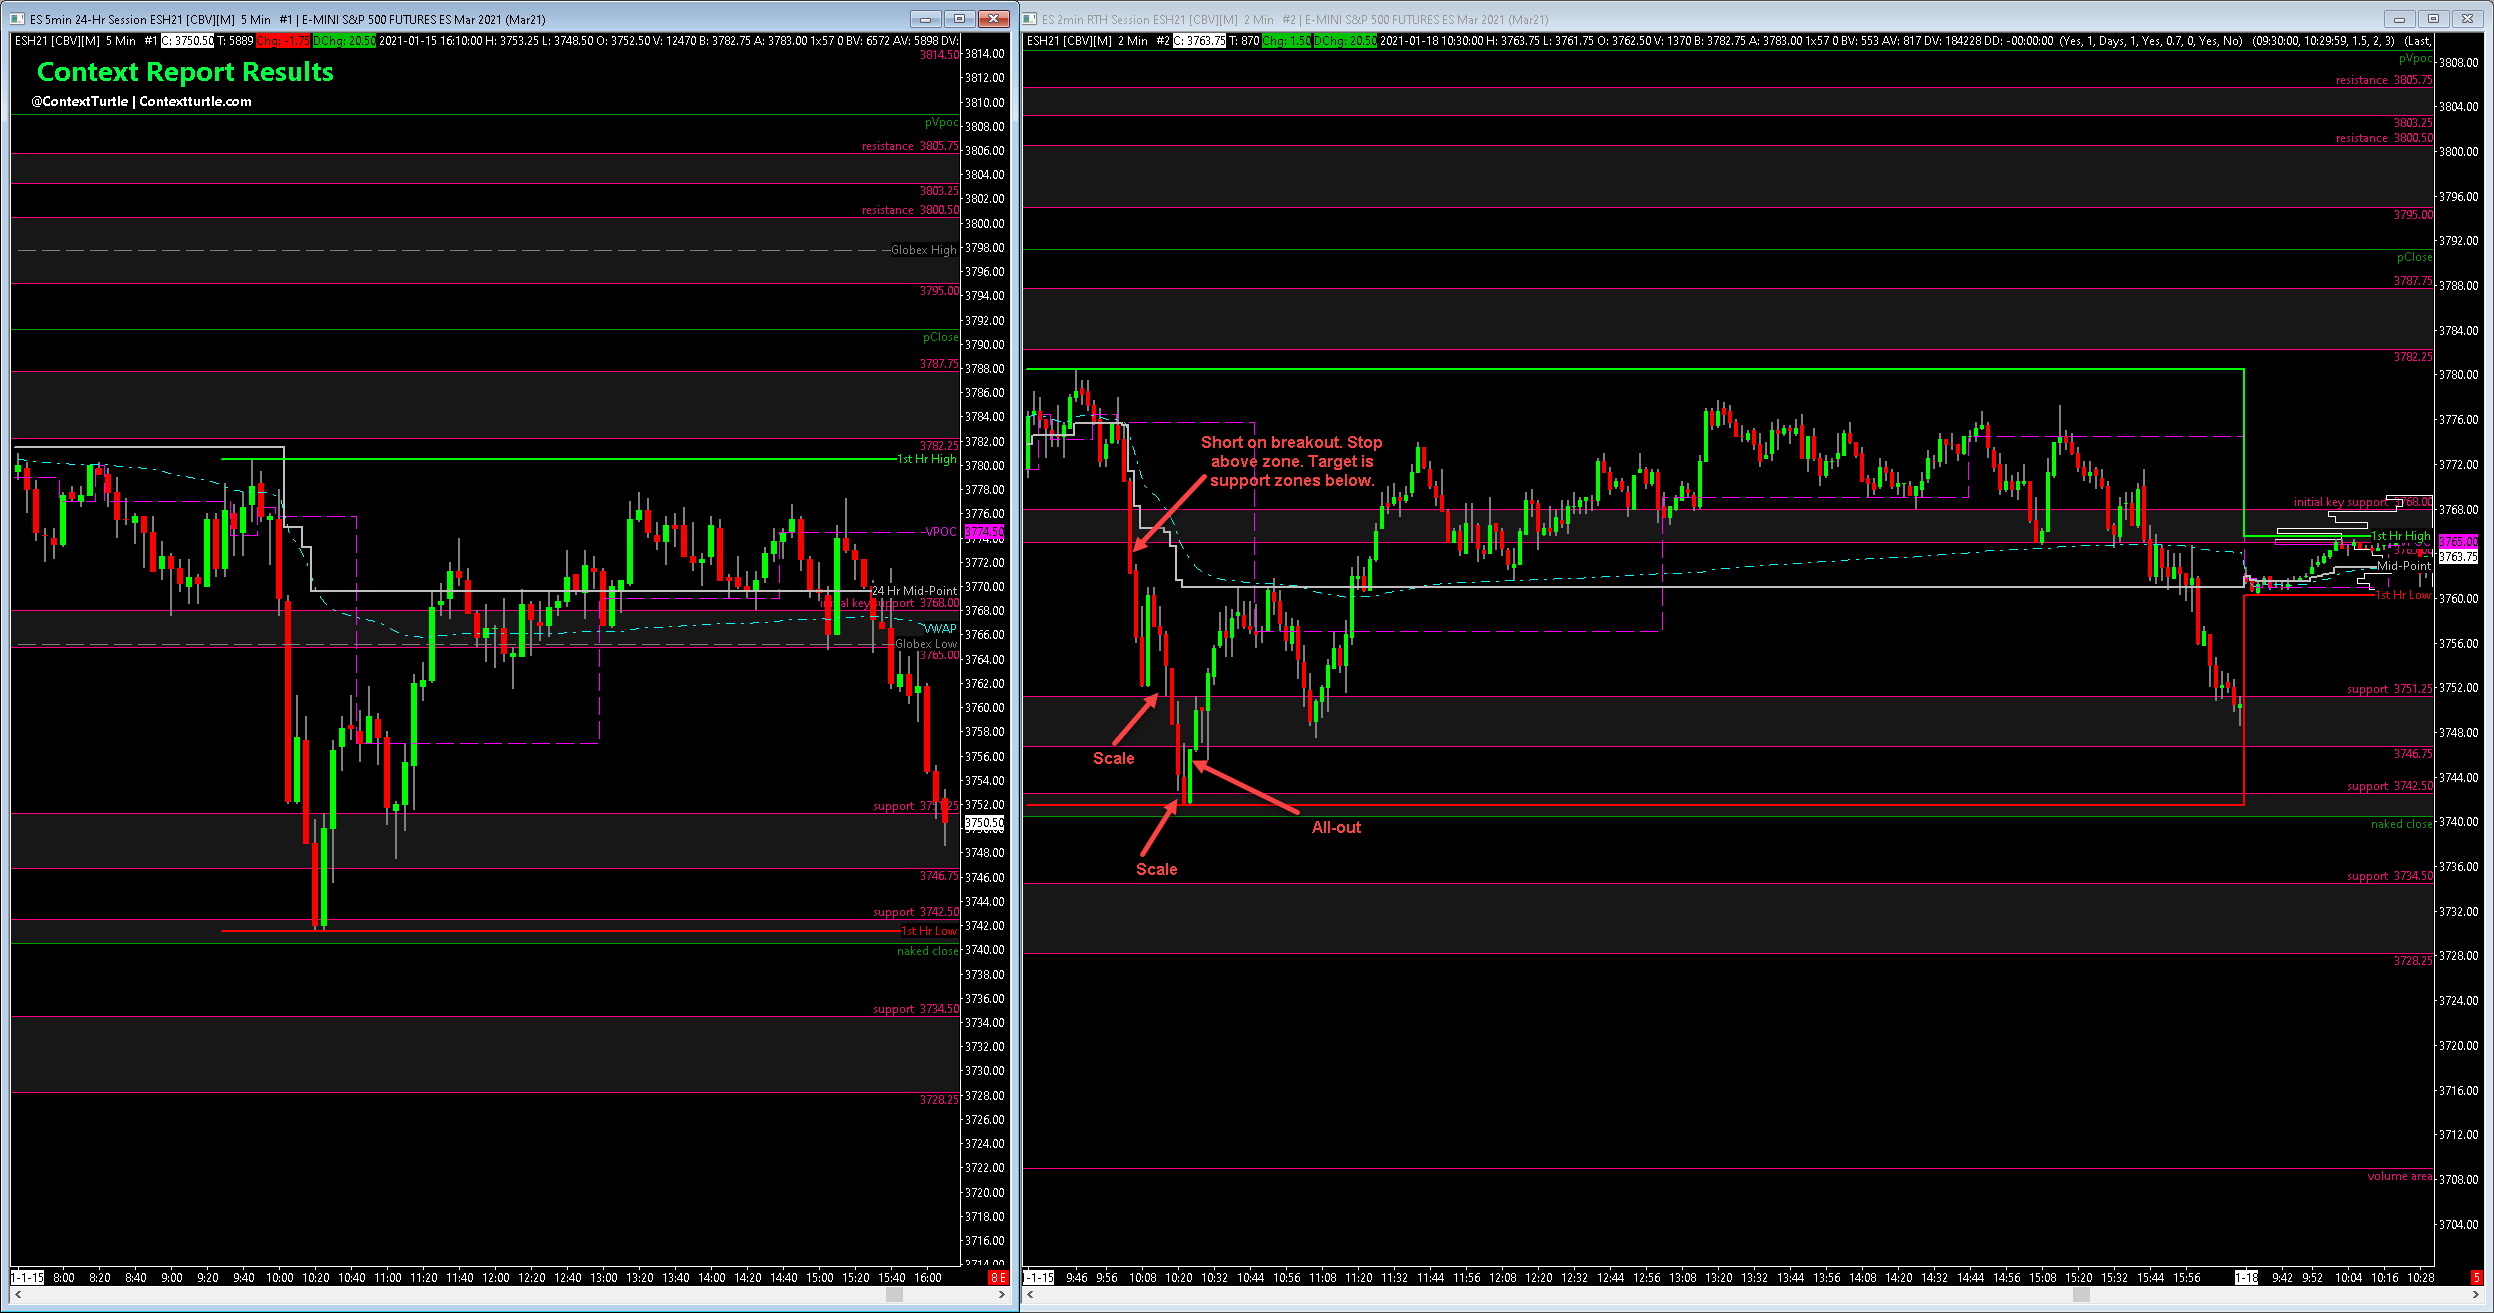 ES 5min 24-Hr Session ESH21 [CBV][M]  5 Min   #1 | E-MINI S&P 500 FUTURES ES Mar 2021 (Mar21)
ESH21 [CBV][M]  5 Min   #1 C: 3750.50 T: 5889 Chg: -1.75 DChg: 20.50 2021-01-15 16:10:00 H: 3753.25 L: 3748.50 O: 3752.50 V: 12470 B: 3782.75 A: 3783.00 1x57 0 BV: 6572 AV: 5898 DV:
Context Report Results
@ContextTurtle | Contextturtle.com
3814.50
pVpoc
resistance  3805.75
3803.25
resistance  3800.50
Globex High
3795.00
pClose
3787.75
3782.25
1st Hr High
VPOC
24 Hr Mid-Point
initial key support  3768.00
VWAP
Globex Low
3765.00
support  3751.25
3746.75
support  3742.50
1st Hr Low
naked close
support  3734.50
3728.25
3814.00
3812.00
3810.00
3808.00
3806.00
3804.00
3802.00
3800.00
3798.00
3796.00
3794.00
3792.00
3790.00
3788.00
3786.00
3784.00
3782.00
3780.00
3778.00
3776.00
3774.50
3772.00
3770.00
3768.00
3766.00
3764.00
3762.00
3760.00
3758.00
3756.00
3754.00
3752.00
3750.50
3748.00
3746.00
3744.00
3742.00
3740.00
3738.00
3736.00
3734.00
3732.00
3730.00
3728.00
3726.00
3724.00
3722.00
3720.00
3718.00
3716.00
3714.00
1-1-15 8:00 8:20 8:40 9:00 9:20 9:40 10:00 10:20 10:40 11:00 11:20 11:40 12:00 12:20 12:40 13:00 13:20 13:40 14:00 14:20 14:40 15:00 15:20 15:40 16:00 8 E
ES 2min RTH Session ESH21 [CBV][M]  2 Min   #2 | E-MINI S&P 500 FUTURES ES Mar 2021 (Mar21)
ESH21 [CBV][M]  2 Min   #2 C: 3763.75 T: 870 Chg: 1.50 DChg: 20.50 2021-01-18 10:30:00 H: 3763.75 L: 3761.75 O: 3762.50 V: 1370 B: 3782.75 A: 3783.00 1x57 0 BV: 553 AV: 817 DV: 184228 DD: -00:00:00  (Yes, 1, Days, 1, Yes, 0.7, 0, Yes, No)   (09:30:00, 10:29:59, 1.5, 2, 3)   (Last,
pVpoc
resistance  3805.75
3803.25
resistance  3800.50
3795.00
pClose
3787.75
3782.25
Short on breakout. Stop
above zone. Target is
support zones below.
initial key support  3768.00
1st Hr High
Mid-Point
1st Hr Low
support  3751.25
Scale
3746.75
support  3742.50
All-out
naked close
Scale
support  3734.50
3728.25
volume area
3808.00
3804.00
3800.00
3796.00
3792.00
3788.00
3784.00
3780.00
3776.00
3772.00
3768.00
3765.00
3763.75
3760.00
3756.00
3752.00
3748.00
3744.00
3740.00
3736.00
3732.00
3728.00
3724.00
3720.00
3716.00
3712.00
3708.00
3704.00
1-1-15 9:46 9:56 10:08 10:20 10:32 10:44 10:56 11:08 11:20 11:32 11:44 11:56 12:08 12:20 12:32 12:44 12:56 13:08 13:20 13:32 13:44 13:56 14:08 14:20 14:32 14:44 14:56 15:08 15:20 15:32 15:44 15:56 1-18 9:42 9:52 10:04 10:16 10:28 5